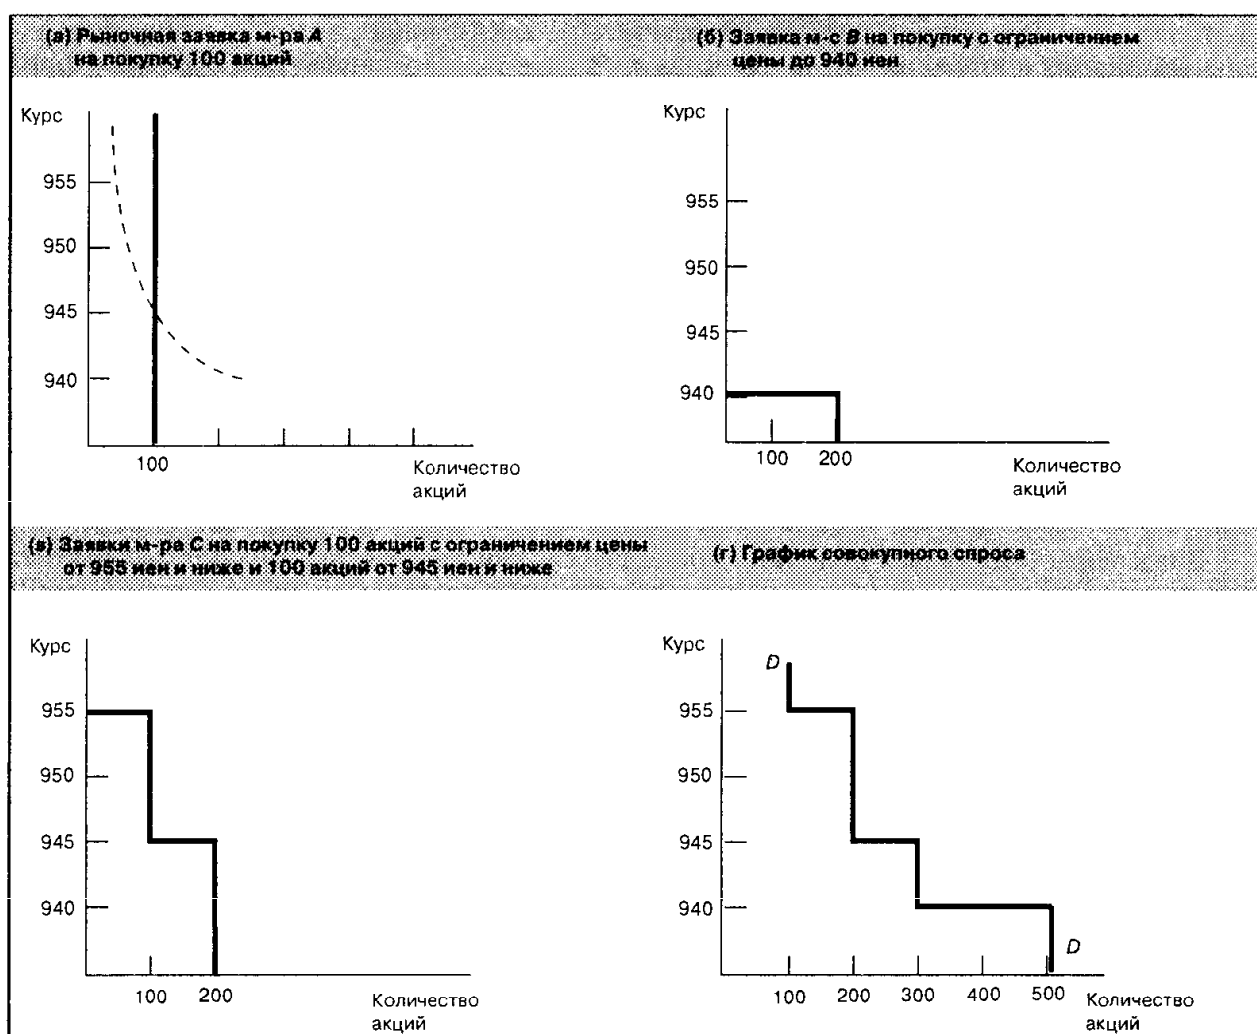 (а) Рыночная заявка м-ра А
на покупку 100 акций
(б) Заявка м-с В на покупку с ограничением
цены до 940 иен
Курс
955
950
945
940
100
Количество
акций
Курс
955
950
945
940
100 200
Количество
акций
(в) Заявки м-ра С на покупку 100 акций с ограничением цены
от 955 иен и ниже и 100 акций от 945 иен и ниже
(г) График совокупного спроса
Курс
955
950
945
940
100 200
Количество
акций
Курс
D
955
950
945
940
D
100 200 300 400 500
Количество
акций